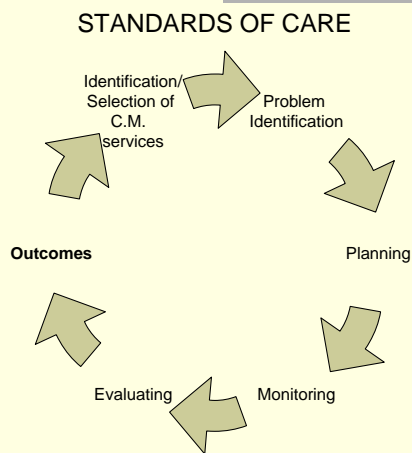 STANDARDS OF CARE
Identification/
Selection of
C.M.
services
Problem
Identification
Planning
Monitoring
Evaluating
Outcomes